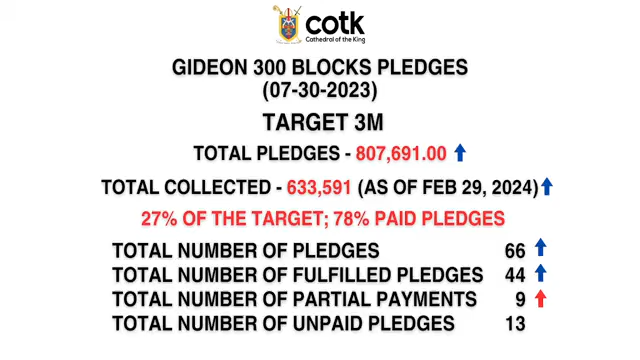 cotk
Cathedral of the King
GIDEON 300 BLOCKS PLEDGES
(07-30-2023)
TARGET 3M
TOTAL PLEDGES - 807,691.00
TOTAL COLLECTED - 633,591 (AS OF FEB 29, 2024)
27% OF THE TARGET; 78% PAID PLEDGES
TOTAL NUMBER OF PLEDGES 66
TOTAL NUMBER OF FULFILLED PLEDGES 44
TOTAL NUMBER OF PARTIAL PAYMENTS 9
TOTAL NUMBER OF UNPAID PLEDGES 13